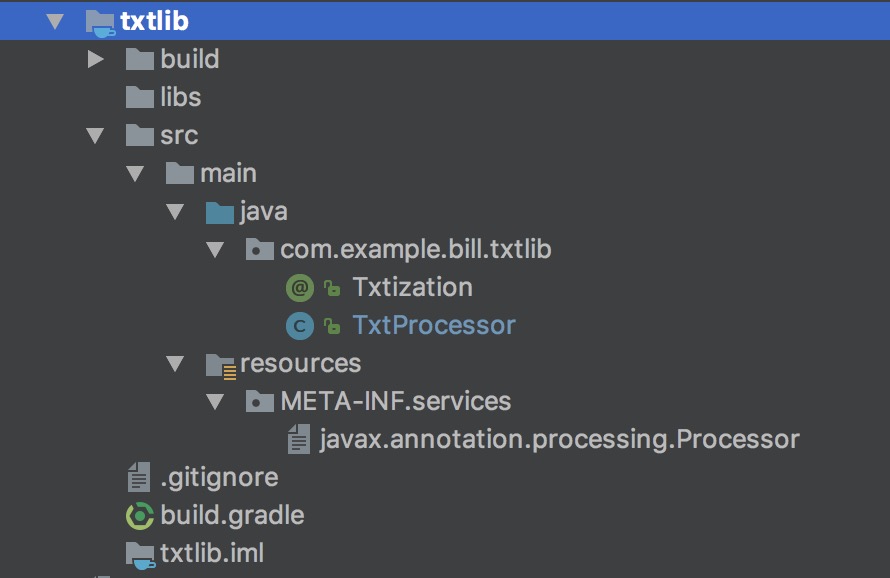 txtlib
build
libs
src
main
java
com.example.bill.txtlib
@ Txtization
C TxtProcessor
resources
META-INF.services
javax.annotation.processing.Processor
.gitignore
build.gradle
txtlib.iml